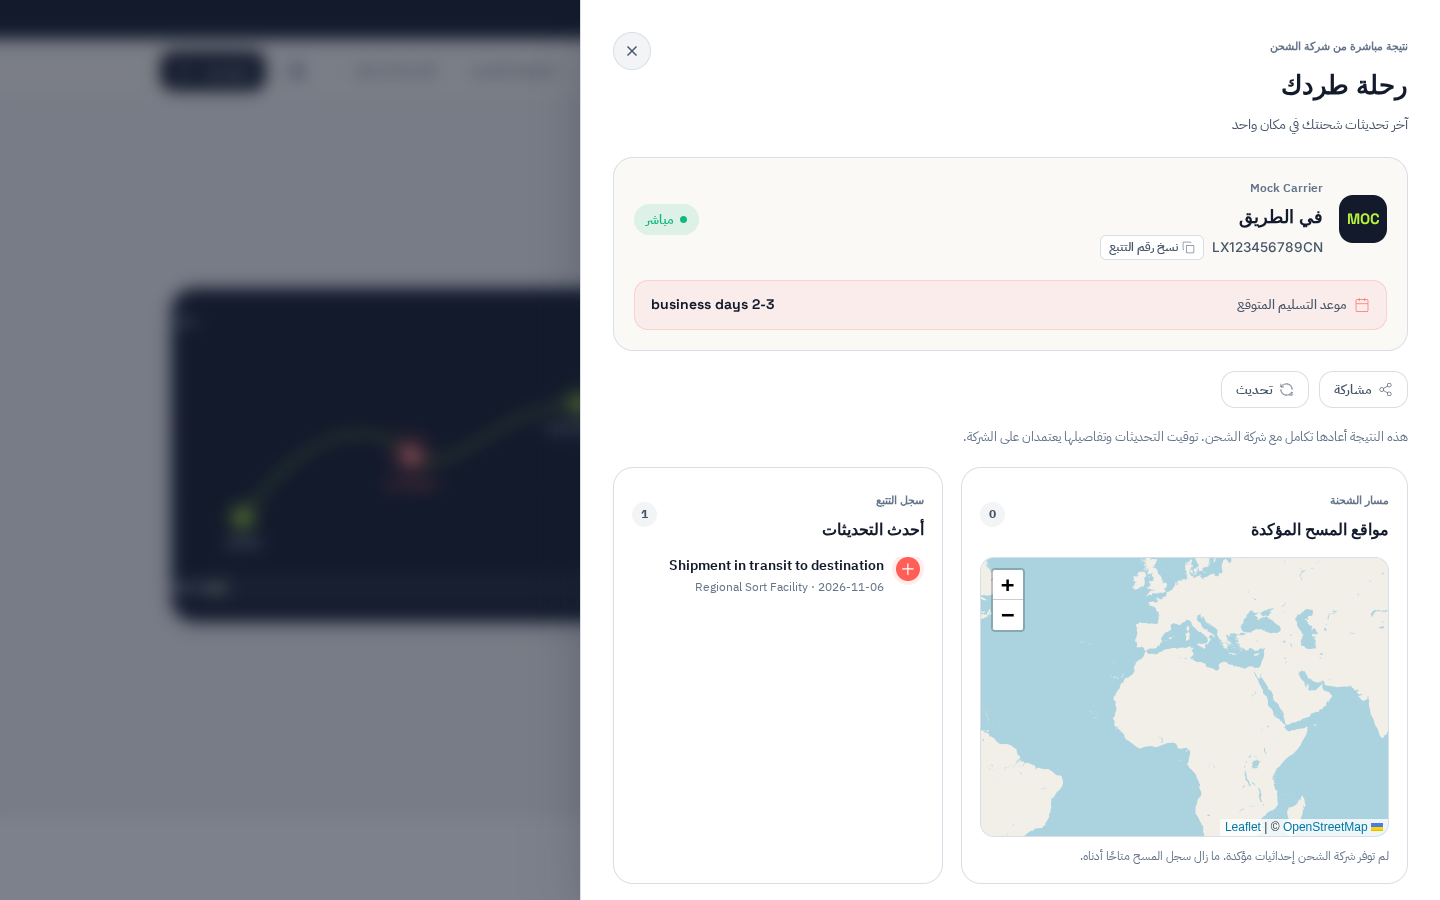 نتيجة مباشرة من شركة الشحن
رحلة طردك
آخر تحديثات شحنتك في مكان واحد
Mock Carrier
MOC
في الطريق
مباشر
LX123456789CN
نسخ رقم التتبع
موعد التسليم المتوقع
business days 2-3
مشاركة
تحديث
هذه النتيجة أعادها تكامل مع شركة الشحن. توقيت التحديثات وتفاصيلها يعتمدان على الشركة.
مسار الشحنة
مواقع المسح المؤكدة
0
+
−
Leaflet | © OpenStreetMap
لم توفر شركة الشحن إحداثيات مؤكدة. ما زال سجل المسح متاحًا أدناه.
سجل التتبع
أحدث التحديثات
1
Shipment in transit to destination
Regional Sort Facility · 2026-11-06